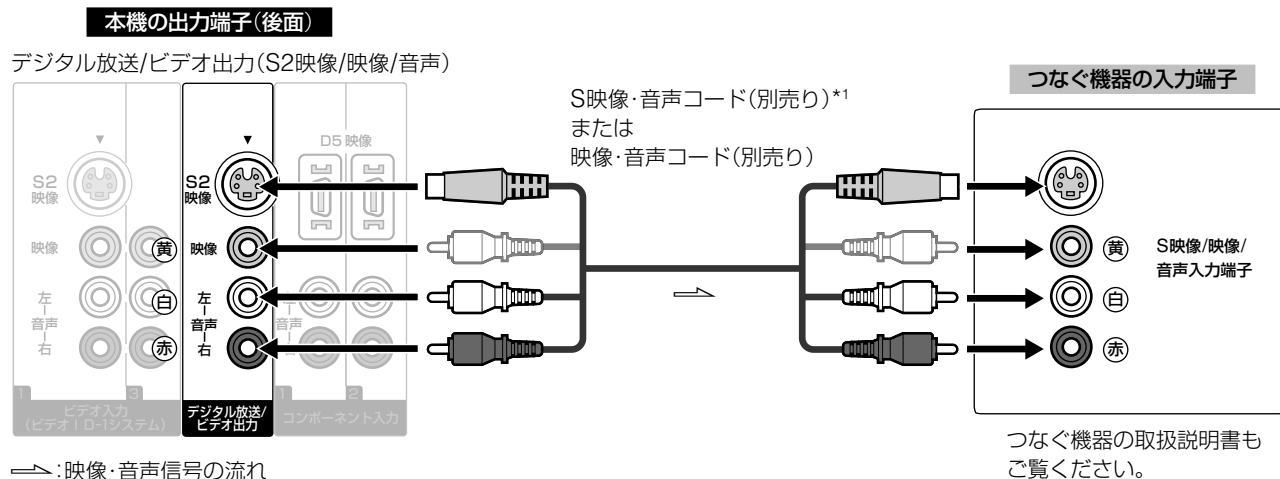 本機の出力端子（後面）
デジタル放送/ビデオ出力（S2映像/映像/音声）
つなぐ機器の入力端子
S映像・音声コード（別売り）*1
または
映像・音声コード（別売り）
D5 映像
S2
映像
S2
映像
映像
黄
映像
左
音声
右
白
赤
左
音声
右
音声
黄
白
赤
S映像/映像/
音声入力端子
1
3
1
2
ビデオ入力
（ビデオ1 D-1システム）
デジタル放送/
ビデオ出力
コンポーネント入力
つなぐ機器の取扱説明書も
ご覧ください。
:映像・音声信号の流れ